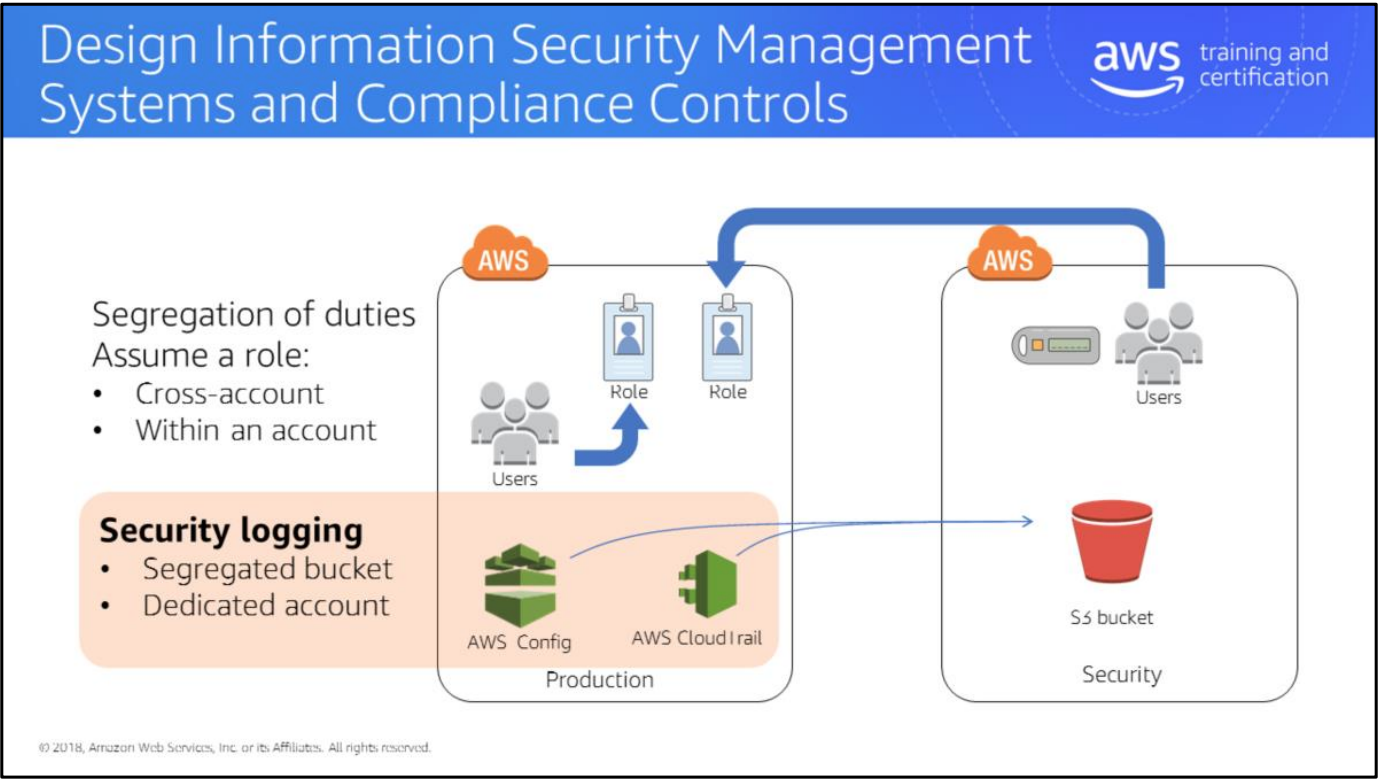 Design Information Security Management
Systems and Compliance Controls
aws training and
certification
AWS
AWS
Segregation of duties
Assume a role:
• Cross-account
• Within an account
Role
Role
Users
Users
Security logging
• Segregated bucket
• Dedicated account
AWS Config
AWS CloudTrail
S3 bucket
Production
Security
© 2018, Amazon Web Services, Inc. or its Affiliates. All rights reserved.